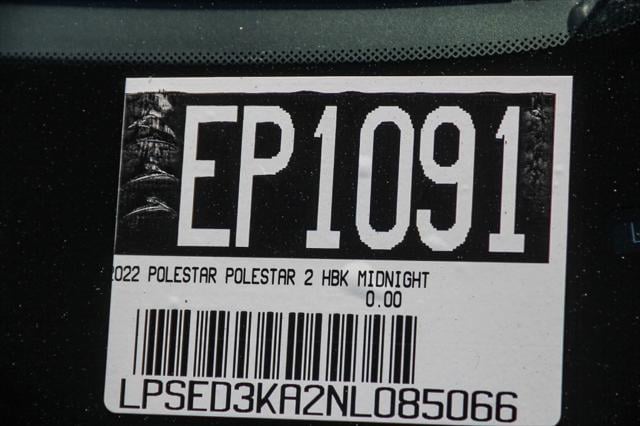 EP1091
2022 POLESTAR POLESTAR 2 HBK MIDNIGHT
0.00
LPSED3KA2NL085066